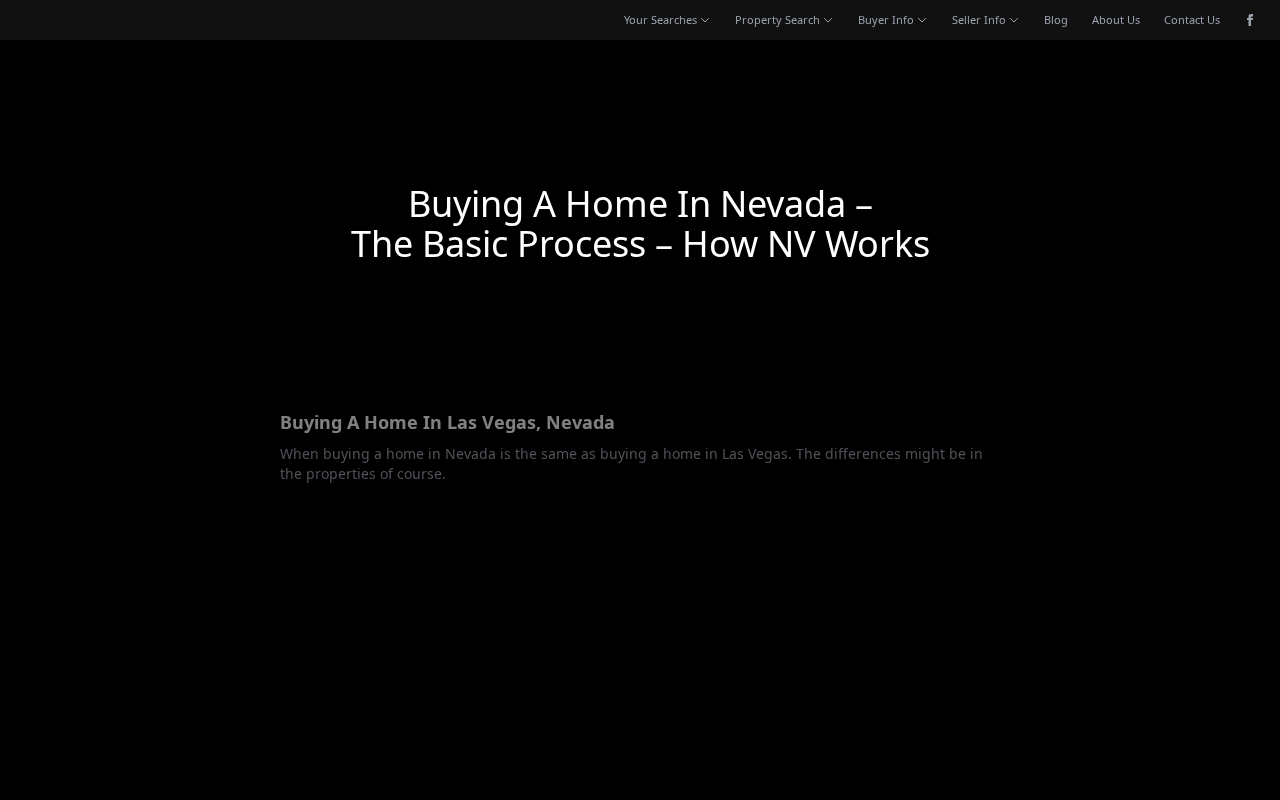 Your Searches Property Search Buyer Info Seller Info Blog About Us Contact Us
Buying A Home In Nevada –
The Basic Process – How NV Works
Buying A Home In Las Vegas, Nevada
When buying a home in Nevada is the same as buying a home in Las Vegas. The differences might be in
the properties of course.